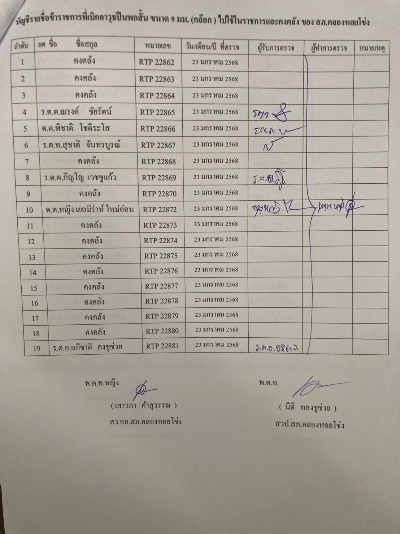 บัญชีรายชื่อข้าราชการที่เบิกอาวุธปืนพกสั้น ขนาด 9 มม. (กล็อก ) ไปใช้ในราชการและคงคลัง ของ สภ.คลองหอยโข่ง
ลำดับ ยศ ชื่อ ชื่อสกุล หมายเลข วัน/เดือน/ปี ที่ตรวจ ผู้รับการตรวจ ผู้ทำการตรวจ หมายเหตุ
1 คงคลัง RTP 22862 23 มกราคม 2568
2 คงคลัง RTP 22863 23 มกราคม 2568
3 คงคลัง RTP 22864 23 มกราคม 2568
4 ร.ต.ต.ณรงค์ ชัยรัตน์ RTP 22865 23 มกราคม 2568
5 ด.ต.พิชาติ โชติระโส RTP 22866 23 มกราคม 2568
6 ร.ต.ท.สุชาติ จันทรบูรณ์ RTP 22867 23 มกราคม 2568
7 คงคลัง RTP 22868 23 มกราคม 2568
8 ร.ต.ต.ภิญโญ เวชชูแก้ว RTP 22869 23 มกราคม 2568
9 คงคลัง RTP 22870 23 มกราคม 2568
10 พ.ต.ท.หญิง ใหม่อ่อน RTP 22872 23 มกราคม 2568
11 คงคลัง RTP 22873 23 มกราคม 2568
12 คงคลัง RTP 22874 23 มกราคม 2568
13 คงคลัง RTP 22875 23 มกราคม 2568
14 คงคลัง RTP 22876 23 มกราคม 2568
15 คงคลัง RTP 22877 23 มกราคม 2568
16 คงคลัง RTP 22878 23 มกราคม 2568
17 คงคลัง RTP 22879 23 มกราคม 2568
18 คงคลัง RTP 22880 23 มกราคม 2568
19 ร.ต.อ.อภิชาติ คงชูช่วย RTP 22881 23 มกราคม 2568
พ.ต.ท.หญิง พ.ต.ท.
( เสาวภา คำสุวรรณ ) ( นิติ ทองชูช่วย )
สว.อก.สภ.คลองหอยโข่ง สวป.สภ.คลองหอยโข่ง